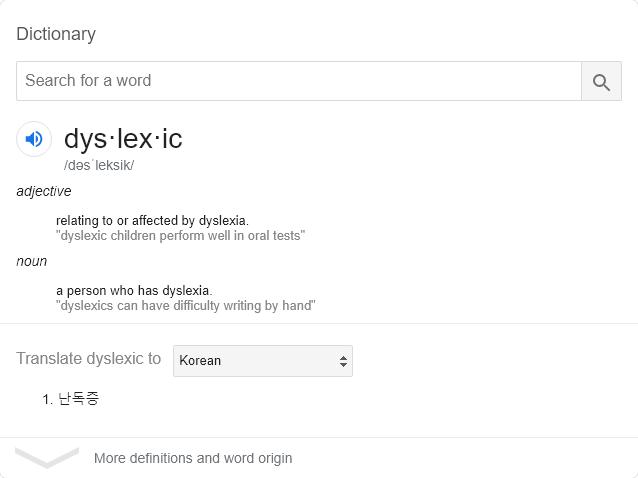 Dictionary
Search for a word
dys·lex·ic
/dəsˈleksik/
adjective
relating to or affected by dyslexia.
"dyslexic children perform well in oral tests"
noun
a person who has dyslexia.
"dyslexics can have difficulty writing by hand"
Translate dyslexic to Korean
1. 난독증
More definitions and word origin